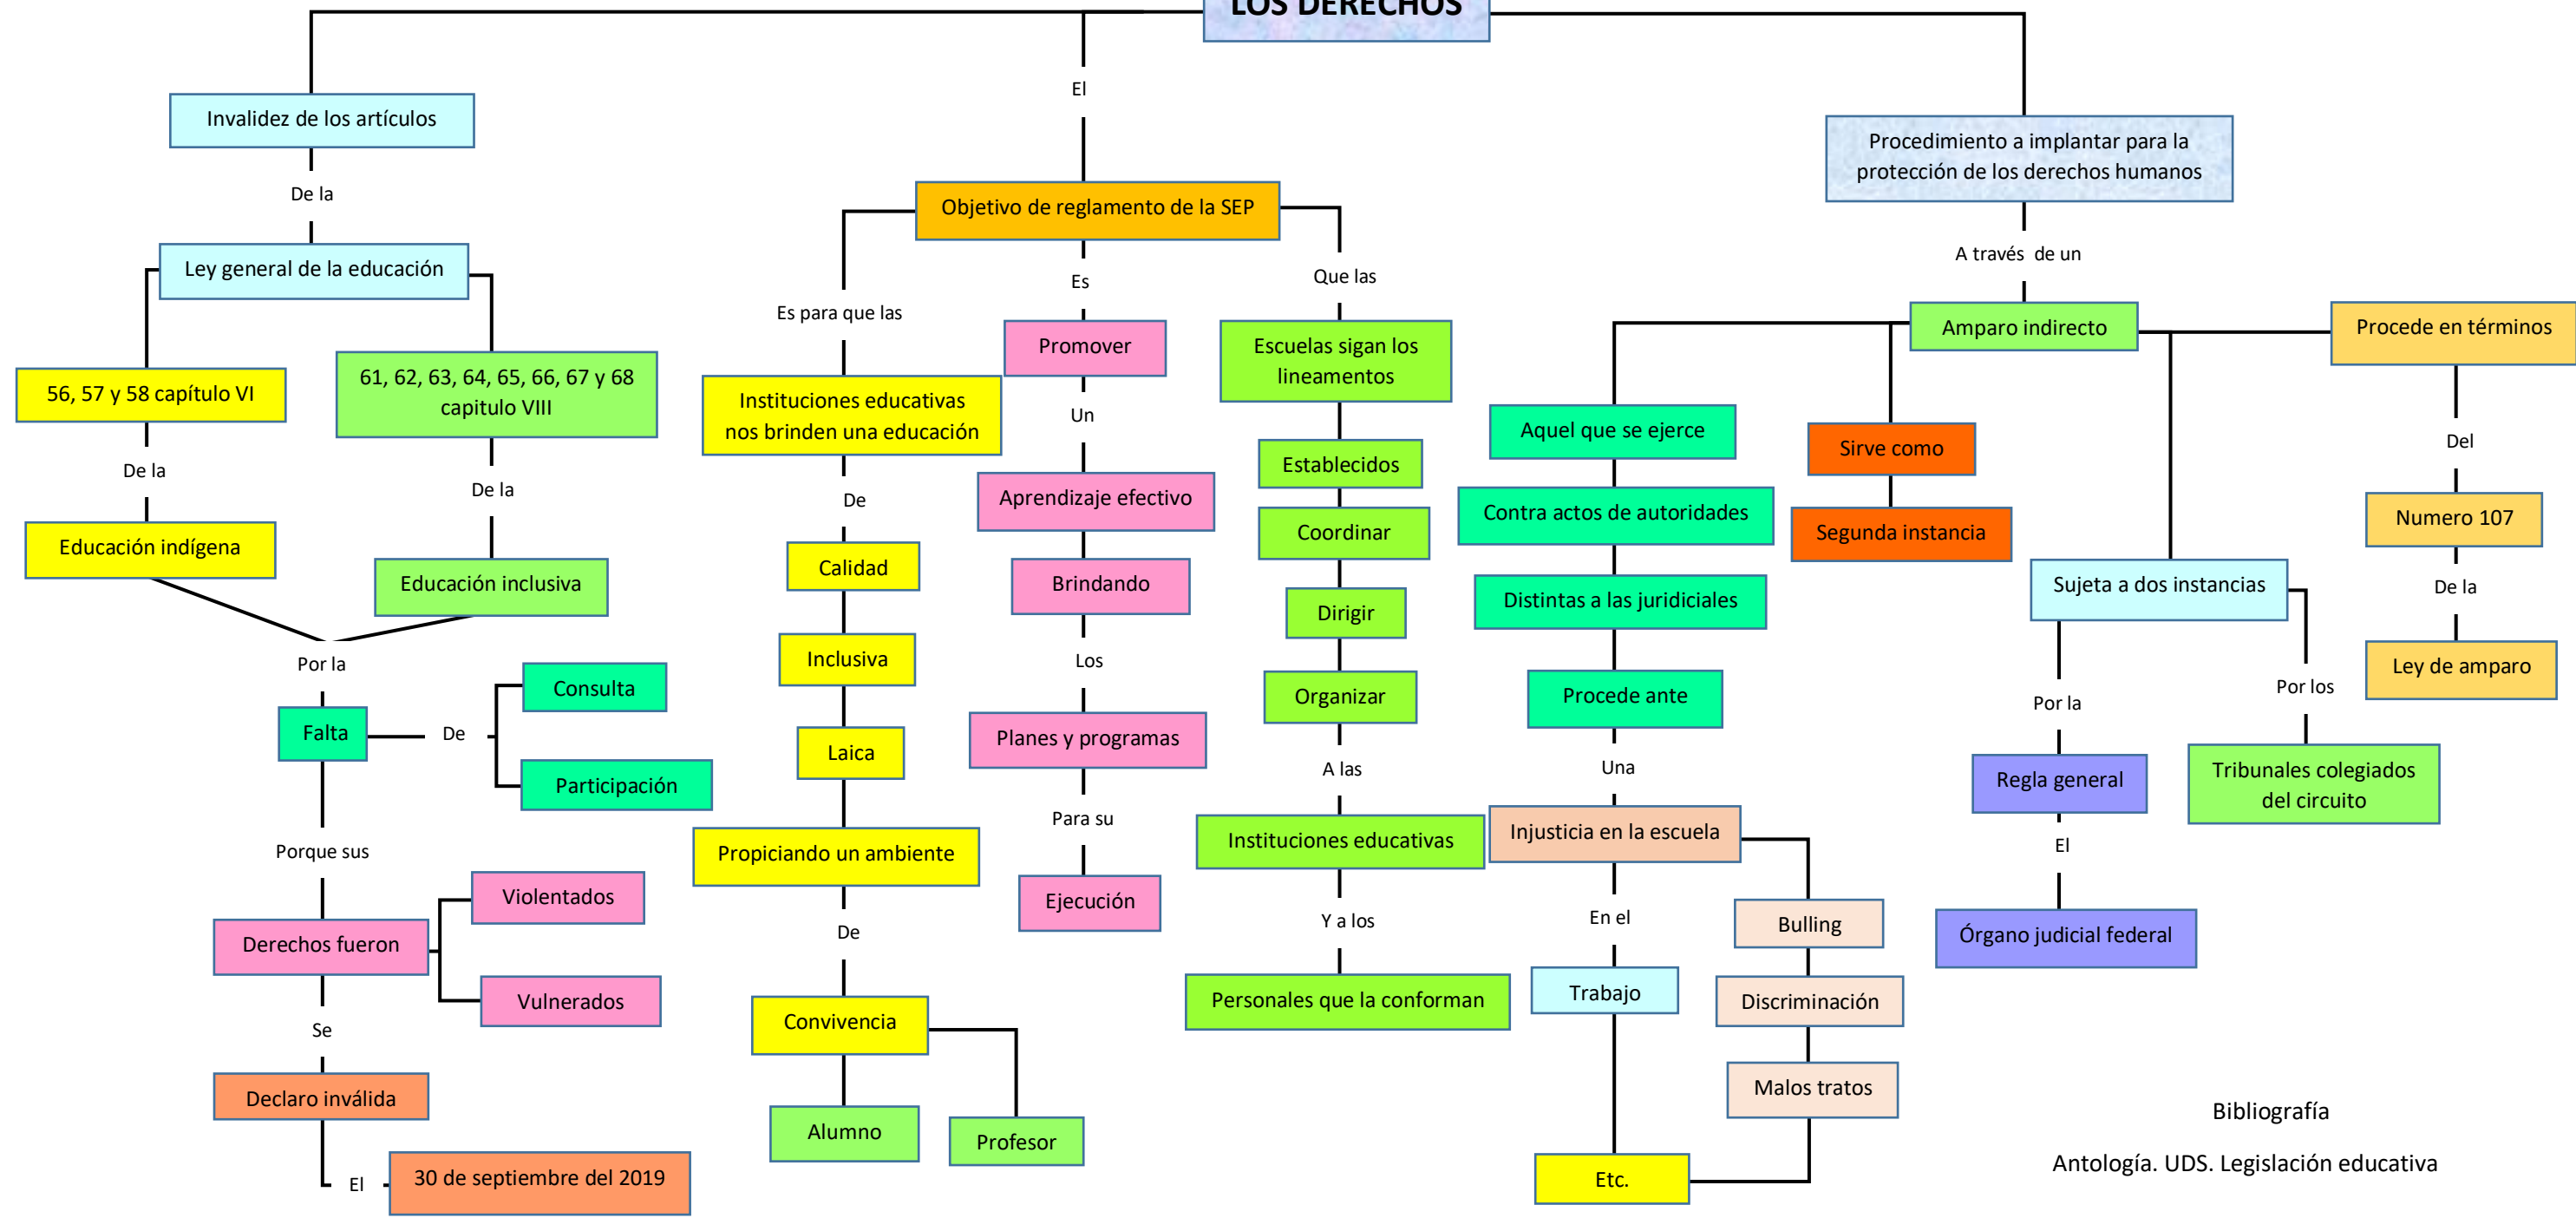 LOS DERECHOS
Invalidez de los artículos
De la
Ley general de la educación
56, 57 y 58 capítulo VI
De la
Educación indígena
61, 62, 63, 64, 65, 66, 67 y 68
capitulo VIII
De la
Educación inclusiva
Por la
Falta
De
Consulta
Participación
Porque sus
Derechos fueron
Violentados
Vulnerados
Se
Declaro inválida
El
30 de septiembre del 2019
El
Objetivo de reglamento de la SEP
Es para que las
Instituciones educativas
nos brinden una educación
De
Calidad
Inclusiva
Laica
Propiciando un ambiente
De
Convivencia
Alumno
Profesor
Es
Promover
Un
Aprendizaje efectivo
Brindando
Los
Planes y programas
Para su
Ejecución
Que las
Escuelas sigan los
lineamentos
Establecidos
Coordinar
Dirigir
Organizar
A las
Instituciones educativas
Y a los
Personales que la conforman
Procedimiento a implantar para la
protección de los derechos humanos
A través de un
Amparo indirecto
Aquel que se ejerce
Contra actos de autoridades
Distintas a las juridiciales
Procede ante
Una
Injusticia en la escuela
En el
Trabajo
Bulling
Discriminación
Malos tratos
Etc.
Sirve como
Segunda instancia
Sujeta a dos instancias
Por la
Regla general
El
Órgano judicial federal
Por los
Tribunales colegiados
del circuito
Procede en términos
Del
Numero 107
De la
Ley de amparo
Bibliografía
Antología. UDS. Legislación educativa